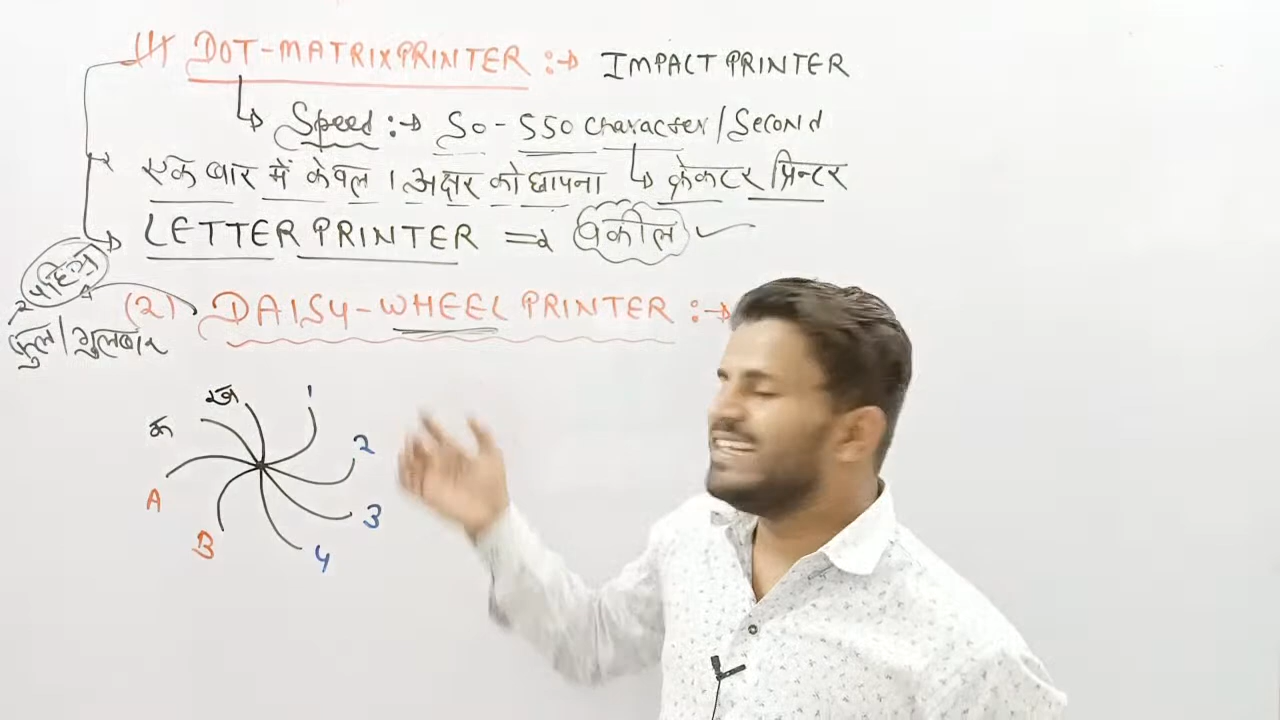 (1) DOT-MATRIX PRINTER :→ IMPACT PRINTER
↳ Speed :→ 50 - 550 Character/Second
एक बार में केवल 1 अक्षर को छापना ↳ क्रेक्टर प्रिन्टर
LETTER PRINTER ⇒ वकील ✓
पहिया
(2) DAISY-WHEEL PRINTER :→
फुल/गुलबार
ख 1
क 2
A 3
B 4